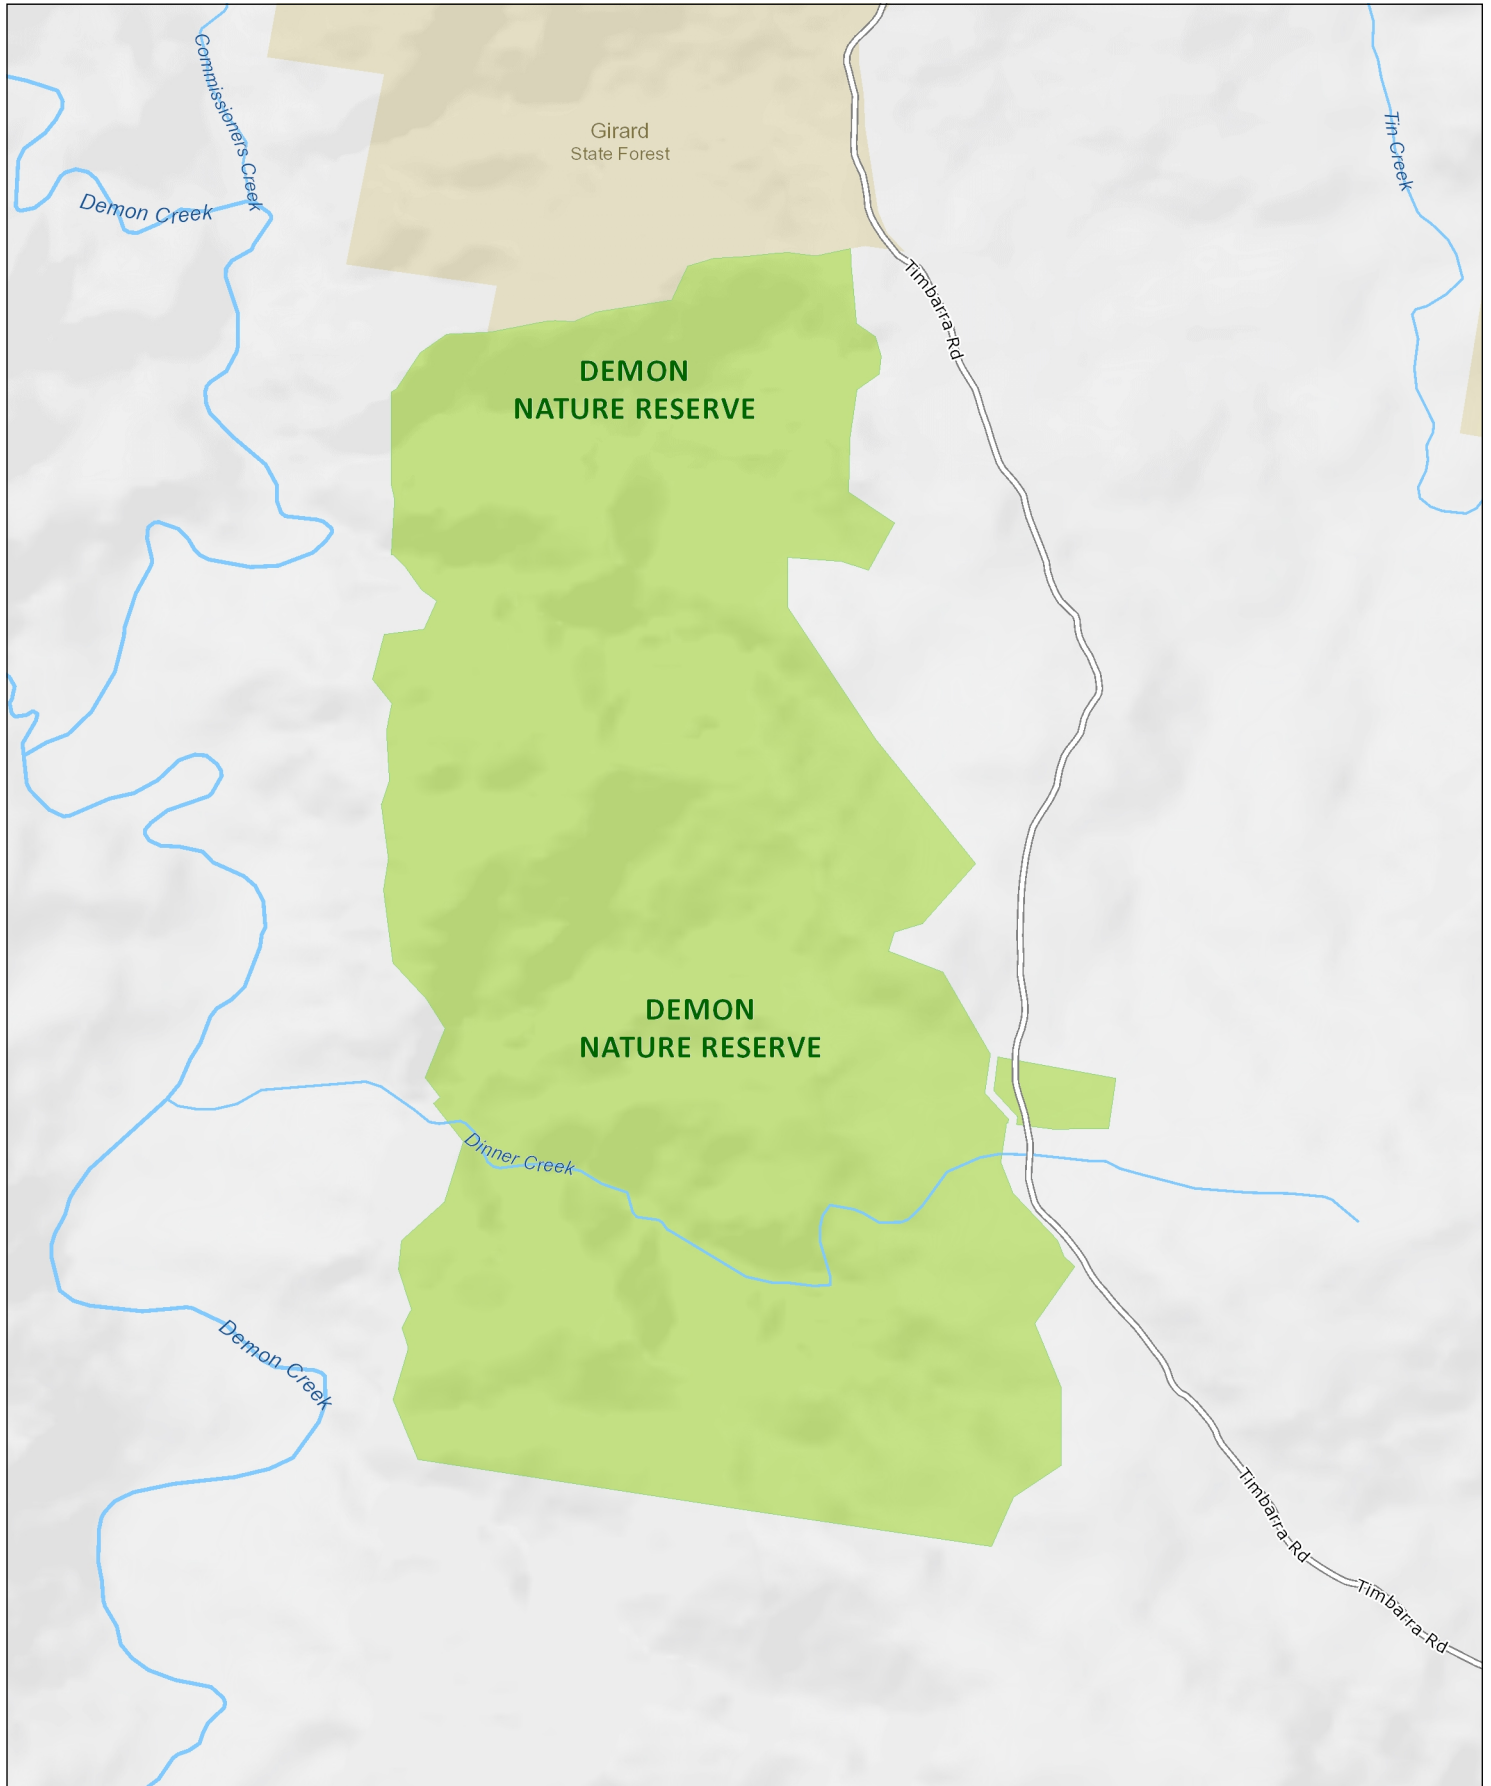 Commissioners Creek
Girard
State Forest
Tin Creek
Demon Creek
Timbarra Rd
DEMON
NATURE RESERVE
DEMON
NATURE RESERVE
Dinner Creek
Demon Creek
Timbarra Rd
Timbarra Rd